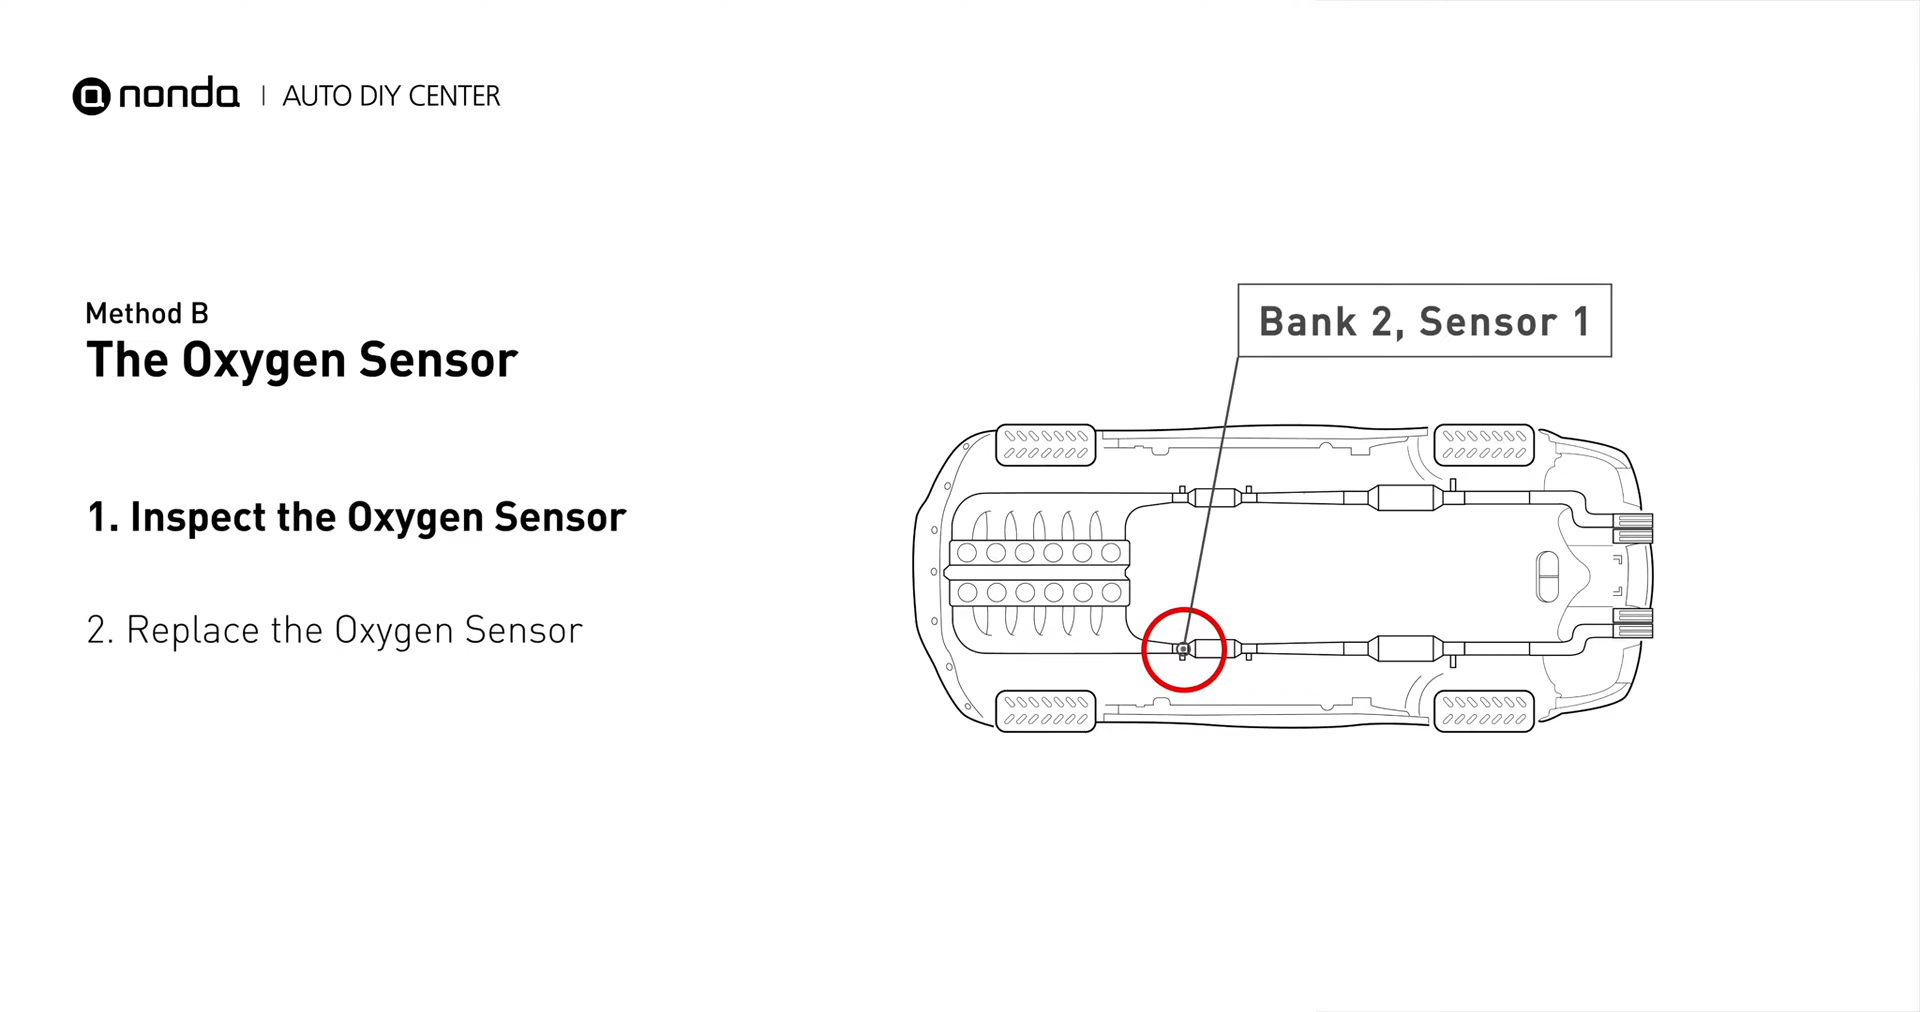 nonda | AUTO DIY CENTER
Method B
The Oxygen Sensor
1. Inspect the Oxygen Sensor
2. Replace the Oxygen Sensor
Bank 2, Sensor 1